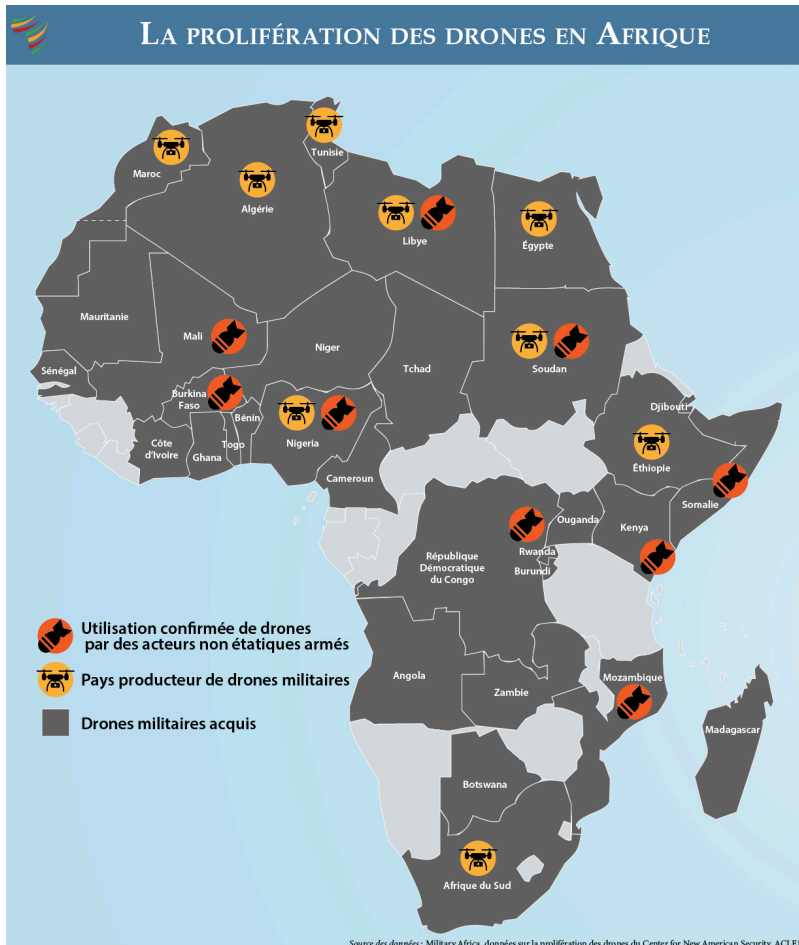 La prolifération des drones en Afrique
Tunisie
Maroc
Algérie
Libye
Égypte
Mauritanie
Mali
Niger
Tchad
Soudan
Sénégal
Burkina
Faso
Djibouti
Bénin
Nigeria
Côte
d’Ivoire
Ghana
Togo
Éthiopie
Cameroun
Somalie
Ouganda
Kenya
République
Démocratique
du Congo
Rwanda
Burundi
Utilisation confirmée de drones
par des acteurs non étatiques armés
Pays producteur de drones militaires
Drones militaires acquis
Angola
Zambie
Mozambique
Madagascar
Botswana
Afrique du Sud
Source des données : Military Africa, données sur la prolifération des drones du Center for New American Security,